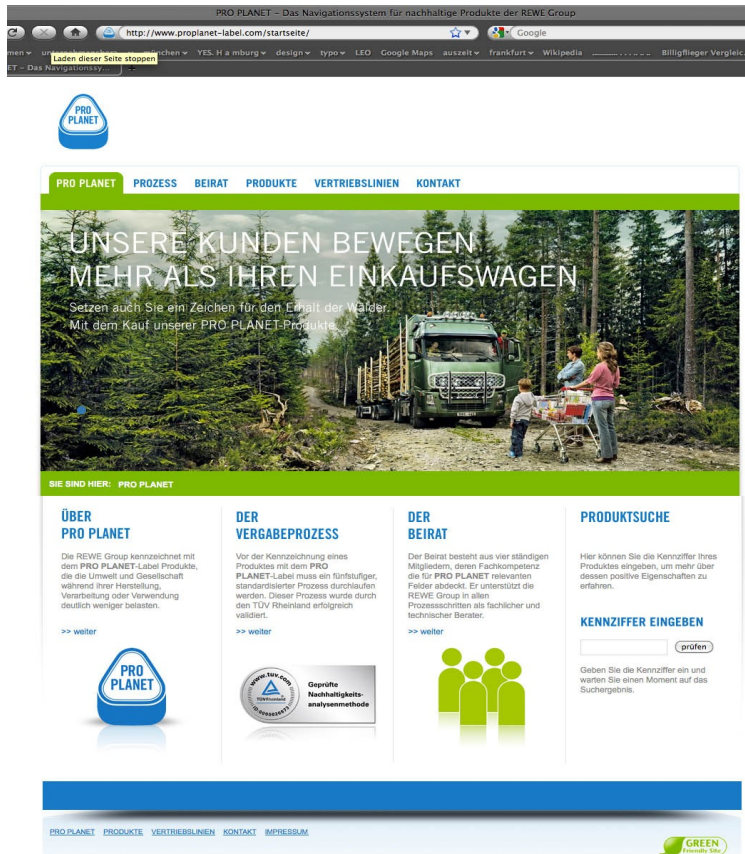 PRO PLANET – Das Navigationssystem für nachhaltige Produkte der REWE Group
http://www.proplanet-label.com/startseite/
Google
münchen YES. H a mburg design typo LEO Google Maps auszeit frankfurt Wikipedia Billigflieger Vergleic
Laden dieser Seite stoppen
ET – Das Navigationssy...
PRO
PLANET
PRO PLANET PROZESS BEIRAT PRODUKTE VERTRIEBSLINIEN KONTAKT
UNSERE KUNDEN BEWEGEN
MEHR ALS IHREN EINKAUFSWAGEN
Setzen auch Sie ein Zeichen für den Erhalt der Wälder.
Mit dem Kauf unserer PRO PLANET-Produkte.
SIE SIND HIER: PRO PLANET
ÜBER
PRO PLANET
Die REWE Group kennzeichnet mit
dem PRO PLANET-Label Produkte,
die die Umwelt und Gesellschaft
während ihrer Herstellung,
Verarbeitung oder Verwendung
deutlich weniger belasten.
>> weiter
PRO
PLANET
DER
VERGABEPROZESS
Vor der Kennzeichnung eines
Produktes mit dem PRO
PLANET-Label muss ein fünfstufiger,
standardisierter Prozess durchlaufen
werden. Dieser Prozess wurde durch
den TÜV Rheinland erfolgreich
validiert.
>> weiter
www.tuv.com
TÜVRheinland
ID 0000026873
Geprüfte
Nachhaltigkeits-
analysenmethode
DER
BEIRAT
Der Beirat besteht aus vier ständigen
Mitgliedern, deren Fachkompetenz
die für PRO PLANET relevanten
Felder abdeckt. Er unterstützt die
REWE Group in allen
Prozessschritten als fachlicher und
technischer Berater.
>> weiter
PRODUKTSUCHE
Hier können Sie die Kennziffer Ihres
Produktes eingeben, um mehr über
dessen positive Eigenschaften zu
erfahren.
KENNZIFFER EINGEBEN
prüfen
Geben Sie die Kennziffer ein und
warten Sie einen Moment auf das
Suchergebnis.
PRO PLANET PRODUKTE VERTRIEBSLINIEN KONTAKT IMPRESSUM
GREEN
Friendly Site